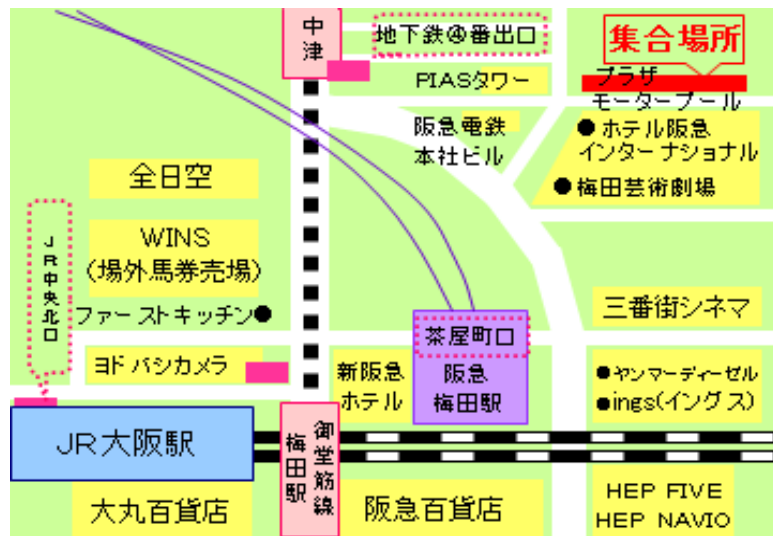 中津
地下鉄④番出口
集合場所
PIASタワー
プラザ
モータープール
阪急電鉄
本社ビル
●ホテル阪急
インターナショナル
●梅田芸術劇場
全日空
JR中央北口
WINS
(場外馬券売場)
ファーストキッチン●
三番街シネマ
茶屋町口
ヨドバシカメラ
新阪急
ホテル
阪急
梅田駅
●ヤンマーディーゼル
●ings(イングス)
JR大阪駅
御堂筋線
梅田駅
大丸百貨店
阪急百貨店
HEP FIVE
HEP NAVIO